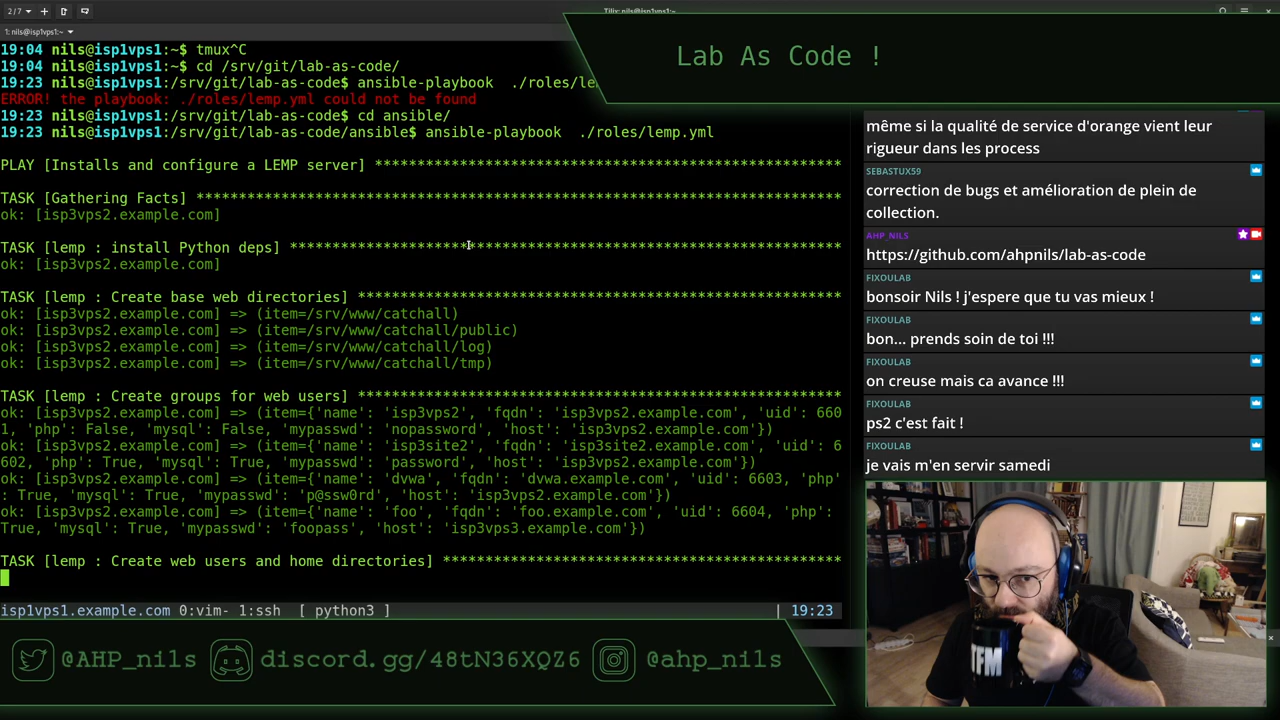 2/7
Tilix: nils@isp1vps1:~
1: nils@isp1vps1:~
Lab As Code !
19:04 nils@isp1vps1:~$ tmux^C
19:04 nils@isp1vps1:~$ cd /srv/git/lab-as-code/
19:23 nils@isp1vps1:/srv/git/lab-as-code$ ansible-playbook  ./roles/le
ERROR! the playbook: ./roles/lemp.yml could not be found
19:23 nils@isp1vps1:/srv/git/lab-as-code$ cd ansible/
19:23 nils@isp1vps1:/srv/git/lab-as-code/ansible$ ansible-playbook  ./roles/lemp.yml
PLAY [Installs and configure a LEMP server] *******************************************************
TASK [Gathering Facts] ****************************************************************************
ok: [isp3vps2.example.com]
TASK [lemp : install Python deps] *****************************************************************
ok: [isp3vps2.example.com]
TASK [lemp : Create base web directories] *********************************************************
ok: [isp3vps2.example.com] => (item=/srv/www/catchall)
ok: [isp3vps2.example.com] => (item=/srv/www/catchall/public)
ok: [isp3vps2.example.com] => (item=/srv/www/catchall/log)
ok: [isp3vps2.example.com] => (item=/srv/www/catchall/tmp)
TASK [lemp : Create groups for web users] *********************************************************
ok: [isp3vps2.example.com] => (item={'name': 'isp3vps2', 'fqdn': 'isp3vps2.example.com', 'uid': 660
1, 'php': False, 'mysql': False, 'mypasswd': 'nopassword', 'host': 'isp3vps2.example.com'})
ok: [isp3vps2.example.com] => (item={'name': 'isp3site2', 'fqdn': 'isp3site2.example.com', 'uid': 6
602, 'php': True, 'mysql': True, 'mypasswd': 'password', 'host': 'isp3vps2.example.com'})
ok: [isp3vps2.example.com] => (item={'name': 'dvwa', 'fqdn': 'dvwa.example.com', 'uid': 6603, 'php'
: True, 'mysql': True, 'mypasswd': 'p@ssw0rd', 'host': 'isp3vps2.example.com'})
ok: [isp3vps2.example.com] => (item={'name': 'foo', 'fqdn': 'foo.example.com', 'uid': 6604, 'php':
True, 'mysql': True, 'mypasswd': 'foopass', 'host': 'isp3vps3.example.com'})
TASK [lemp : Create web users and home directories] ***********************************************
isp1vps1.example.com 0:vim- 1:ssh  [ python3 ]
| 19:23
même si la qualité de service d'orange vient leur
rigueur dans les process
SEBASTUX59
correction de bugs et amélioration de plein de
collection.
AHP_NILS
https://github.com/ahpnils/lab-as-code
FIXOULAB
bonsoir Nils ! j'espere que tu vas mieux !
FIXOULAB
bon... prends soin de toi !!!
FIXOULAB
on creuse mais ca avance !!!
FIXOULAB
ps2 c'est fait !
FIXOULAB
je vais m'en servir samedi
TFM
@AHP_nils
discord.gg/48tN36XQZ6
@ahp_nils